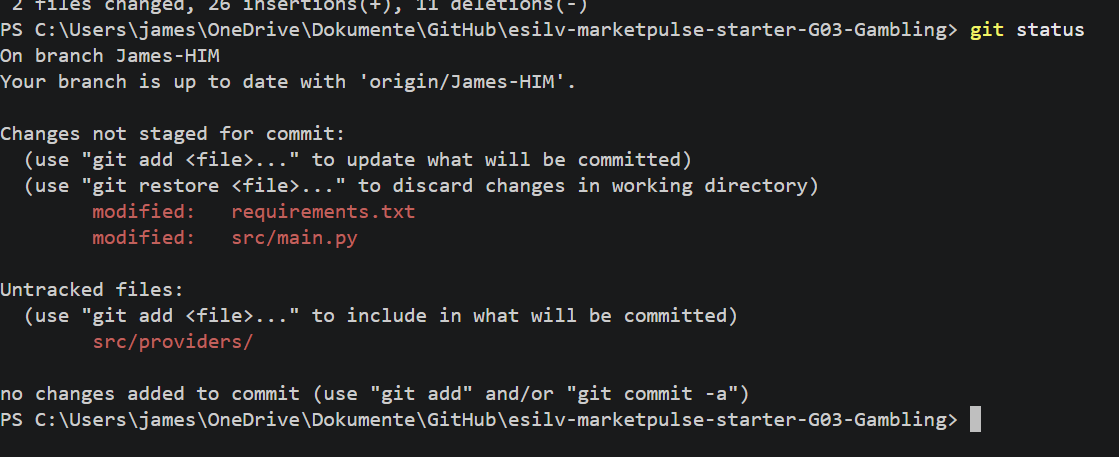 2 files changed, 26 insertions(+), 11 deletions(-)
PS C:\Users\james\OneDrive\Dokumente\GitHub\esilv-marketpulse-starter-G03-Gambling> git status
On branch James-HIM
Your branch is up to date with 'origin/James-HIM'.

Changes not staged for commit:
  (use "git add <file>..." to update what will be committed)
  (use "git restore <file>..." to discard changes in working directory)
        modified:   requirements.txt
        modified:   src/main.py

Untracked files:
  (use "git add <file>..." to include in what will be committed)
        src/providers/

no changes added to commit (use "git add" and/or "git commit -a")
PS C:\Users\james\OneDrive\Dokumente\GitHub\esilv-marketpulse-starter-G03-Gambling>